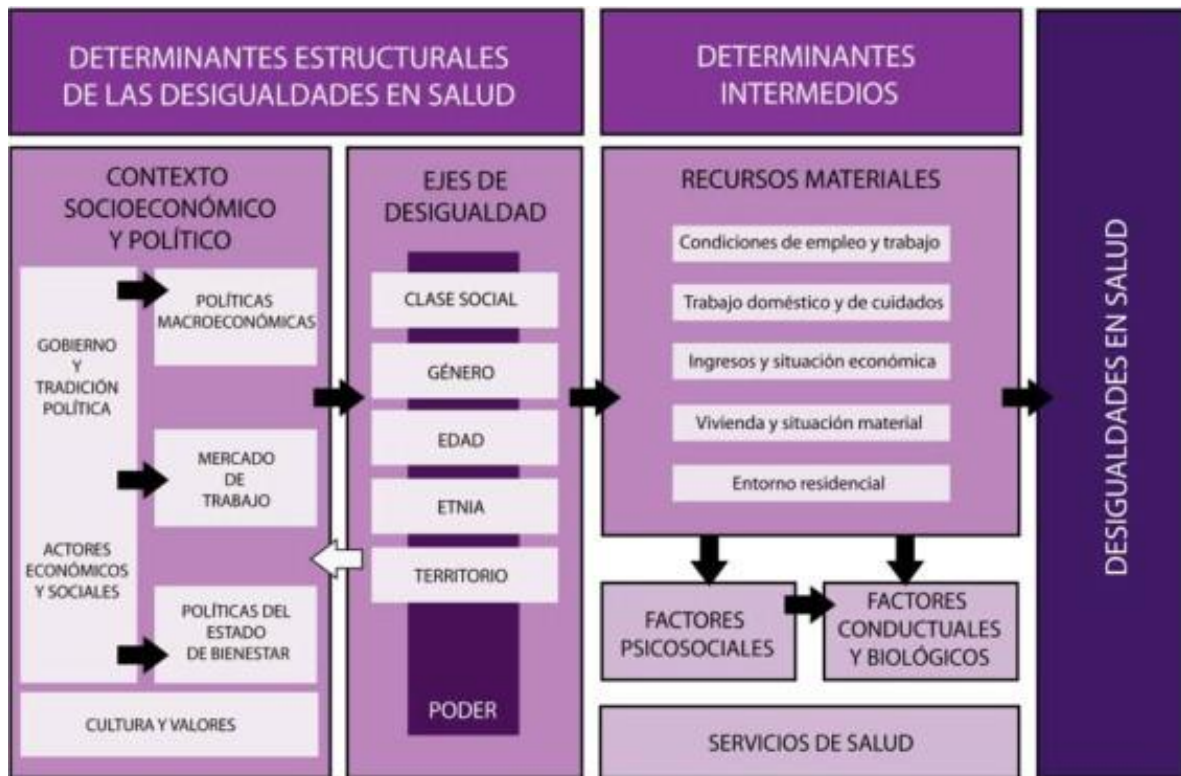 DETERMINANTES ESTRUCTURALES
DE LAS DESIGUALDADES EN SALUD
DETERMINANTES
INTERMEDIOS
CONTEXTO
SOCIOECONÓMICO
Y POLÍTICO
GOBIERNO
Y
TRADICIÓN
POLÍTICA
ACTORES
ECONÓMICOS
Y SOCIALES
POLÍTICAS
MACROECONÓMICAS
MERCADO
DE
TRABAJO
POLÍTICAS DEL
ESTADO
DE BIENESTAR
CULTURA Y VALORES
EJES DE
DESIGUALDAD
CLASE SOCIAL
GÉNERO
EDAD
ETNIA
TERRITORIO
PODER
RECURSOS MATERIALES
Condiciones de empleo y trabajo
Trabajo doméstico y de cuidados
Ingresos y situación económica
Vivienda y situación material
Entorno residencial
FACTORES
PSICOSOCIALES
FACTORES
CONDUCTUALES
Y BIOLÓGICOS
SERVICIOS DE SALUD
DESIGUALDADES EN SALUD